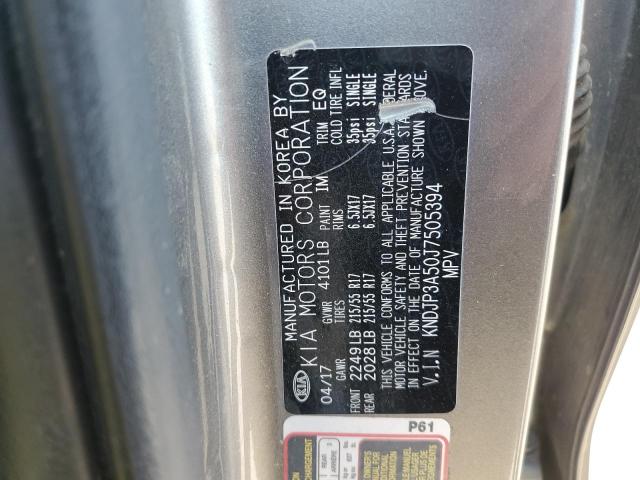 MANUFACTURED IN KOREA BY
KIA KIA MOTORS CORPORATION
04/17 GVWR 4101LB PAINT IM TRIM EQ
GAWR TIRES RIMS COLD TIRE INFL
FRONT 2249LB 215/55 R17 6.5JX17 35psi SINGLE
REAR 2028LB 215/55 R17 6.5JX17 35psi SINGLE
THIS VEHICLE CONFORMS TO ALL APPLICABLE U.S.A.
MOTOR VEHICLE SAFETY AND THEFT PREVENTION
IN EFFECT ON THE DATE OF MANUFACTURE SHOWN
V.I.N KNDJP3A50J7505394
MPV
P61
REAR